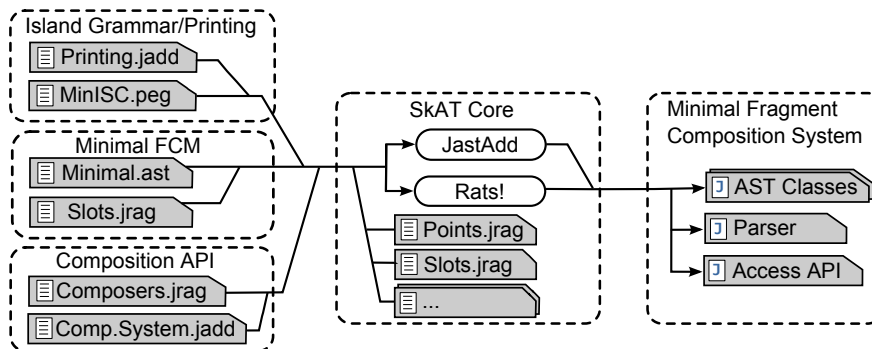 Island Grammar/Printing
Printing.jadd
MinISC.peg
Minimal FCM
Minimal.ast
Slots.jrag
Composition API
Composers.jrag
Comp.System.jadd
SkAT Core
JastAdd
Rats!
Points.jrag
Slots.jrag
...
Minimal Fragment
Composition System
J AST Classes
J Parser
J Access API